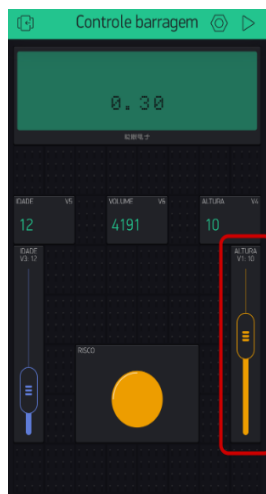 Controle barragem
0.30
IDADE V5
12
VOLUME V6
4191
ALTURA V4
10
IDADE
V3: 12
ALTURA
V1: 10
RISCO